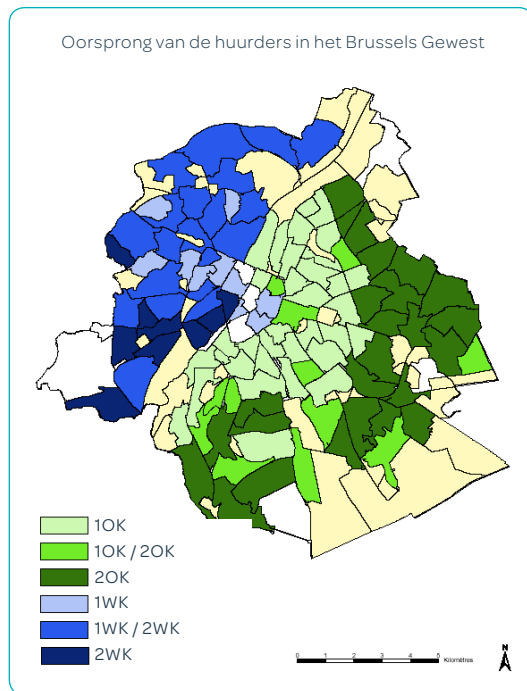 Oorsprong van de huurders in het Brussels Gewest
1OK
1OK / 2OK
2OK
1WK
1WK / 2WK
2WK
0 1 2 3 4 5 Kilomètres
N